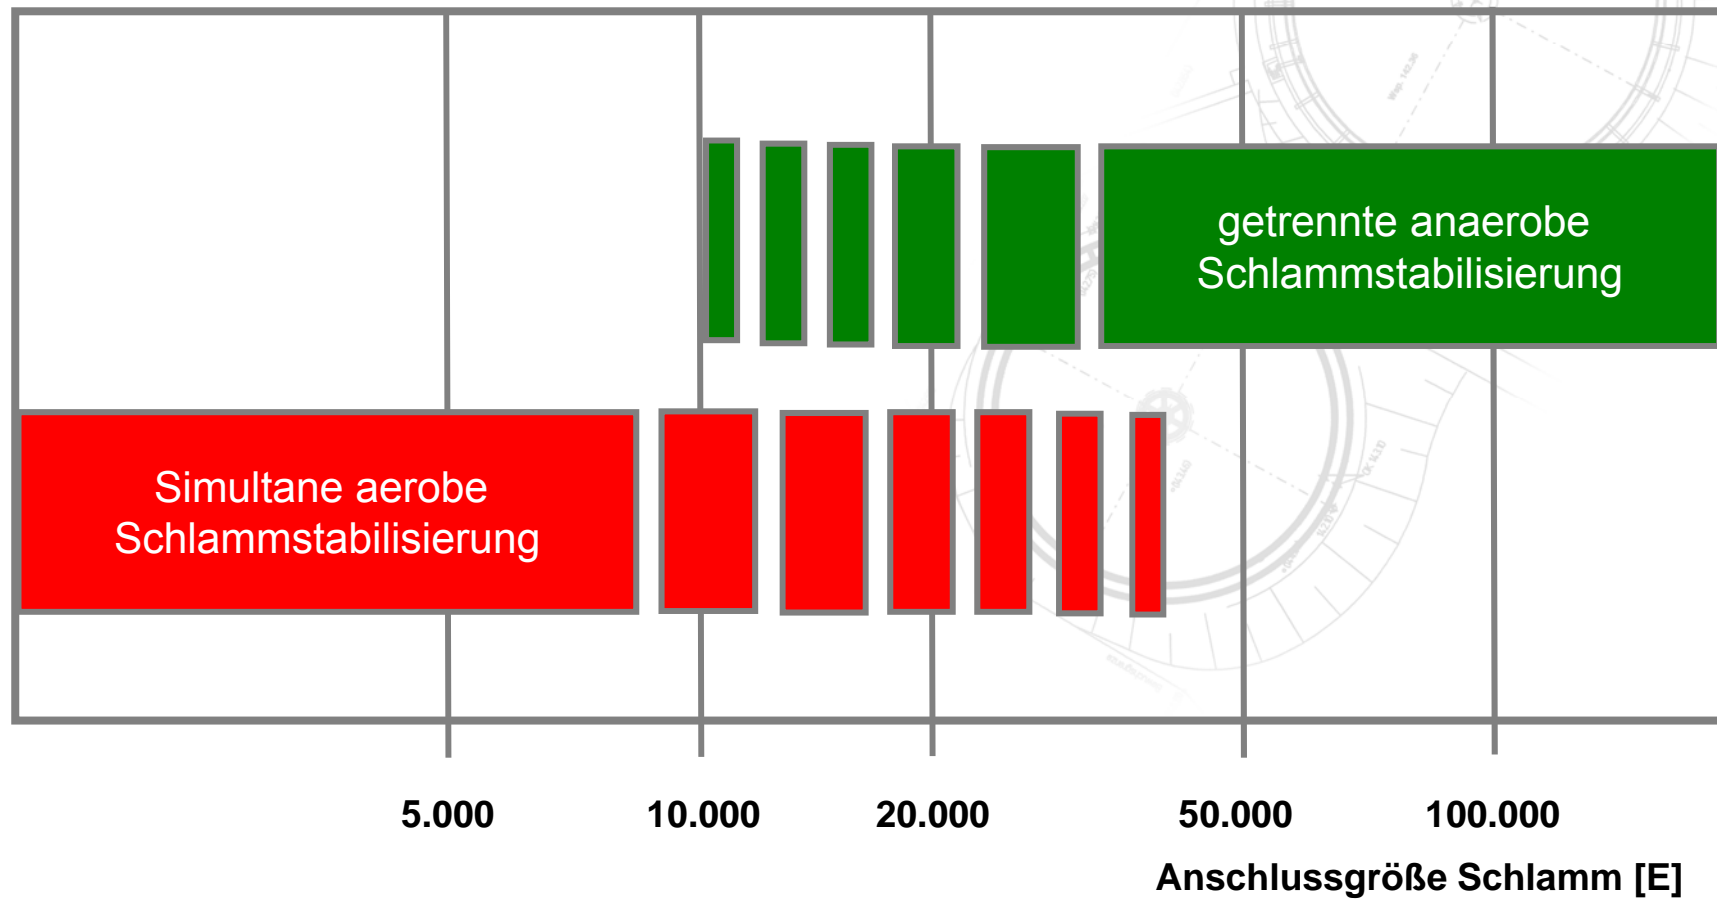 getrennte anaerobe
Schlammstabilisierung
Simultane aerobe
Schlammstabilisierung
5.000 10.000 20.000 50.000 100.000
Anschlussgröße Schlamm [E]